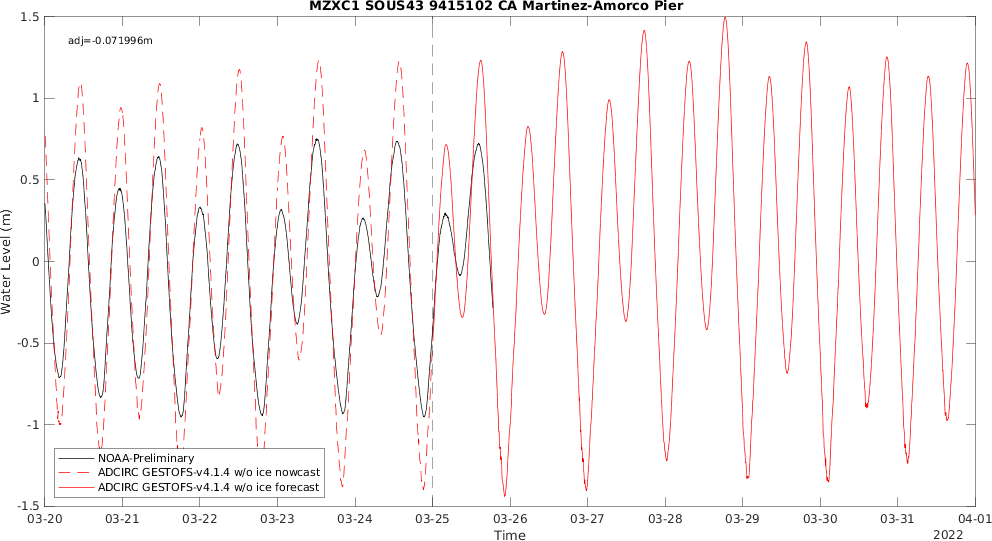 MZXC1 SOUS43 9415102 CA Martinez-Amorco Pier
adj=-0.071996m
1.5
1
0.5
0
-0.5
-1
-1.5
Water Level (m)
NOAA-Preliminary
ADCIRC GESTOFS-v4.1.4 w/o ice nowcast
ADCIRC GESTOFS-v4.1.4 w/o ice forecast
03-20 03-21 03-22 03-23 03-24 03-25 03-26 03-27 03-28 03-29 03-30 03-31 04-01
Time
2022